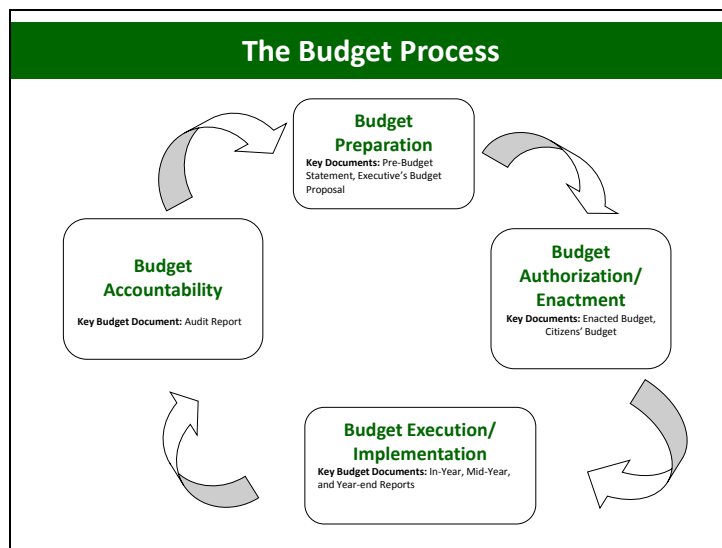 The Budget Process
Budget
Preparation
Key Documents: Pre-Budget
Statement, Executive's Budget
Proposal
Budget
Authorization/
Enactment
Key Documents: Enacted Budget,
Citizens' Budget
Budget Execution/
Implementation
Key Budget Documents: In-Year, Mid-Year,
and Year-end Reports
Budget
Accountability
Key Budget Document: Audit Report